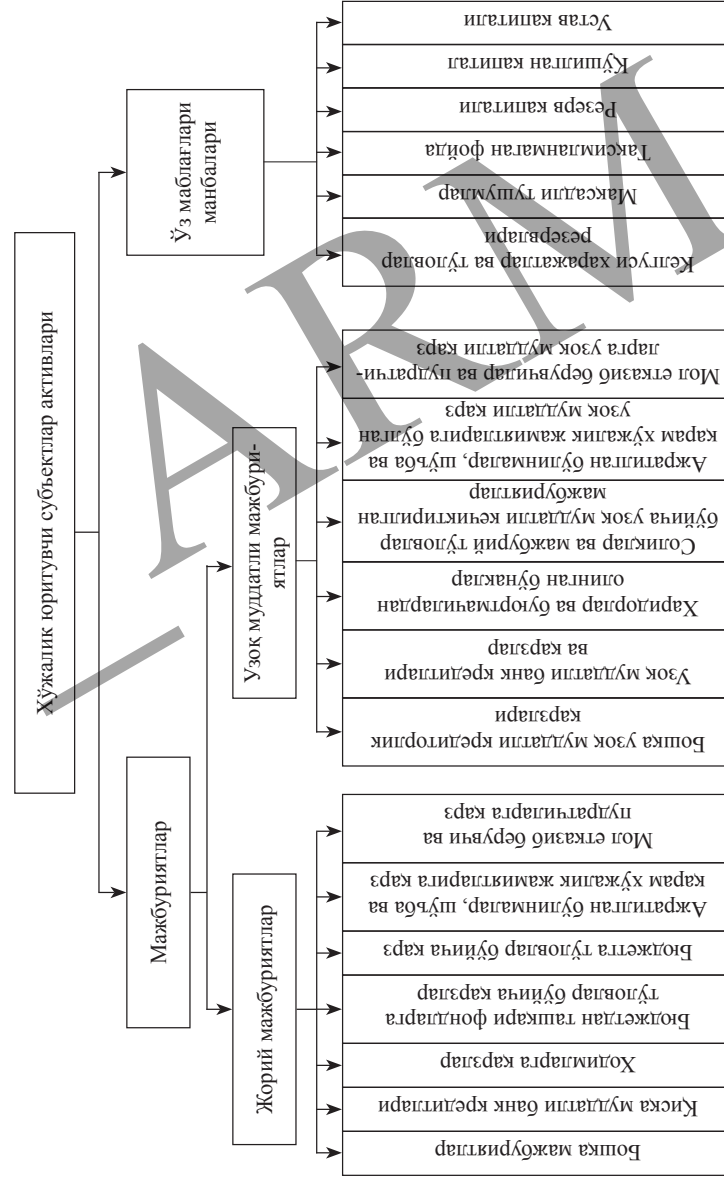 Хўжалик юритувчи субъектлар активлари
Мажбуриятлар
Ўз маблағлари
манбалари
Жорий мажбуриятлар
Узоқ муддатли мажбури-
ятлар
Бошқа мажбуриятлар
Қисқа муддатли банк кредитлари
Ходимларга қарзлар
Бюджетдан ташқари фондларга
тўловлар бўйича қарзлар
Бюджетга тўловлар бўйича қарз
Ажратилган бўлинмалар, шўъба ва
қарам хўжалик жамиятларига қарз
Мол етказиб берувчи ва
пудратчиларга қарз
Бошқа узоқ муддатли кредиторлик
қарзлари
Узоқ муддатли банк кредитлари
ва қарзлар
Харидорлар ва буюртмачилардан
олинган бўнаклар
Солиқлар ва мажбурий тўловлар
бўйича узоқ муддатли кечиктирилган
мажбуриятлар
Ажратилган бўлинмалар, шўъба ва
қарам хўжалик жамиятларига бўлган
узоқ муддатли қарз
Мол етказиб берувчилар ва пудратчи-
ларга узоқ муддатли қарз
Келгуси харажатлар ва тўловлар
резервлари
Мақсадли тушумлар
Тақсимланмаган фойда
Резерв капитали
Қўшилган капитал
Устав капитали
– ARM